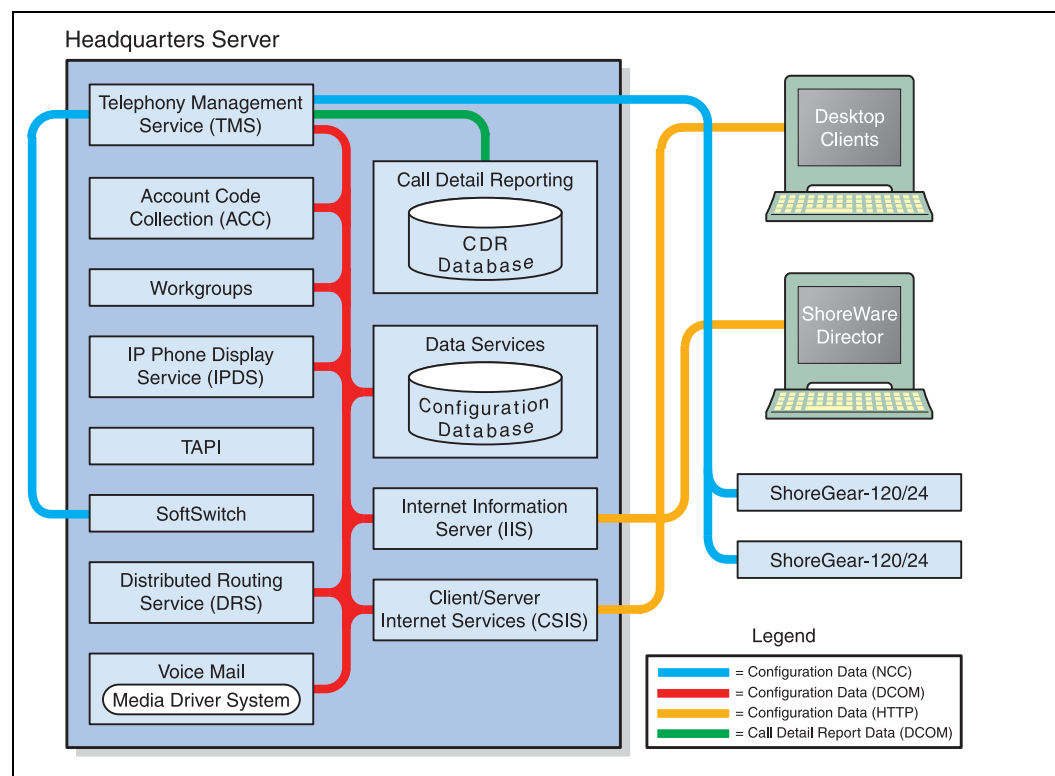 Headquarters Server
Telephony Management
Service (TMS)
Account Code
Collection (ACC)
Workgroups
IP Phone Display
Service (IPDS)
TAPI
SoftSwitch
Distributed Routing
Service (DRS)
Voice Mail
Media Driver System
Call Detail Reporting
CDR
Database
Data Services
Configuration
Database
Internet Information
Server (IIS)
Client/Server
Internet Services (CSIS)
Desktop
Clients
ShoreWare
Director
ShoreGear-120/24
ShoreGear-120/24
Legend
= Configuration Data (NCC)
= Configuration Data (DCOM)
= Configuration Data (HTTP)
= Call Detail Report Data (DCOM)